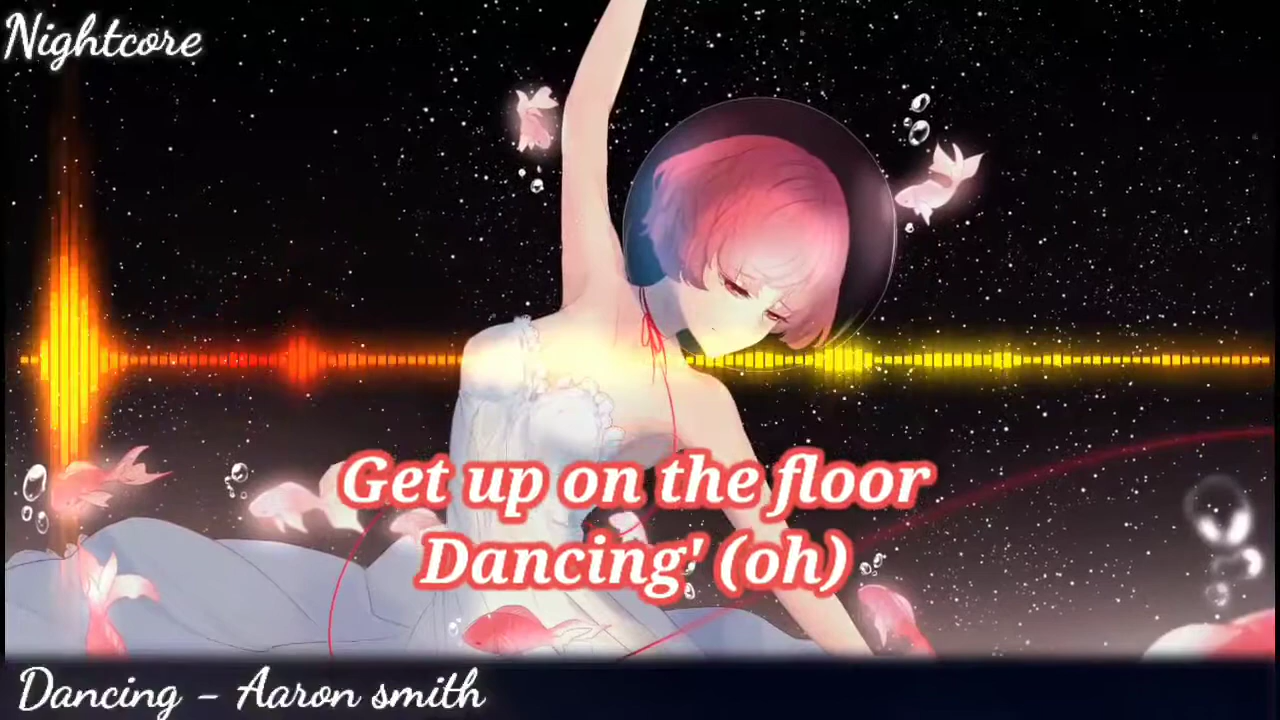 Nightcore
Get up on the floor
Dancing' (oh)
Dancing - Aaron smith